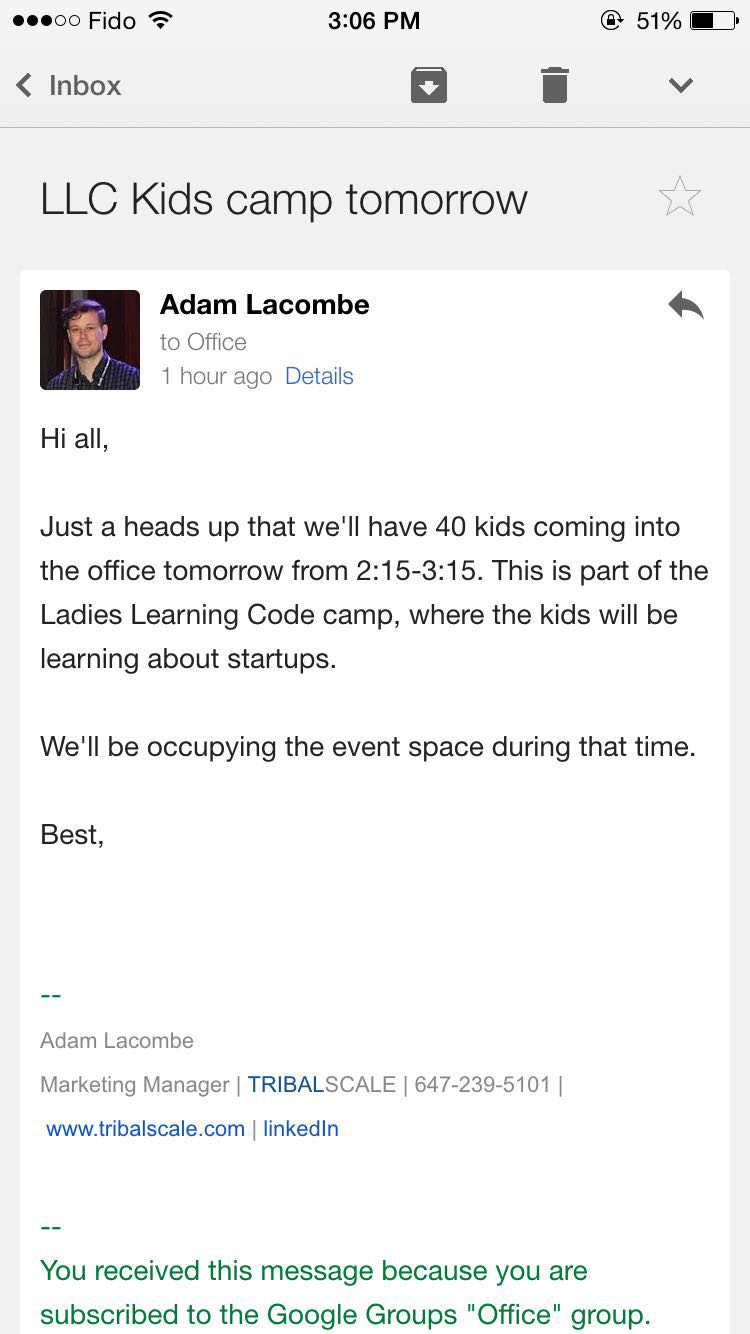 Fido 3:06 PM 51%
Inbox
LLC Kids camp tomorrow
Adam Lacombe
to Office
1 hour ago Details
Hi all,
Just a heads up that we'll have 40 kids coming into
the office tomorrow from 2:15-3:15. This is part of the
Ladies Learning Code camp, where the kids will be
learning about startups.
We'll be occupying the event space during that time.
Best,
--
Adam Lacombe
Marketing Manager | TRIBALSCALE | 647-239-5101 |
www.tribalscale.com | linkedIn
--
You received this message because you are
subscribed to the Google Groups "Office" group.